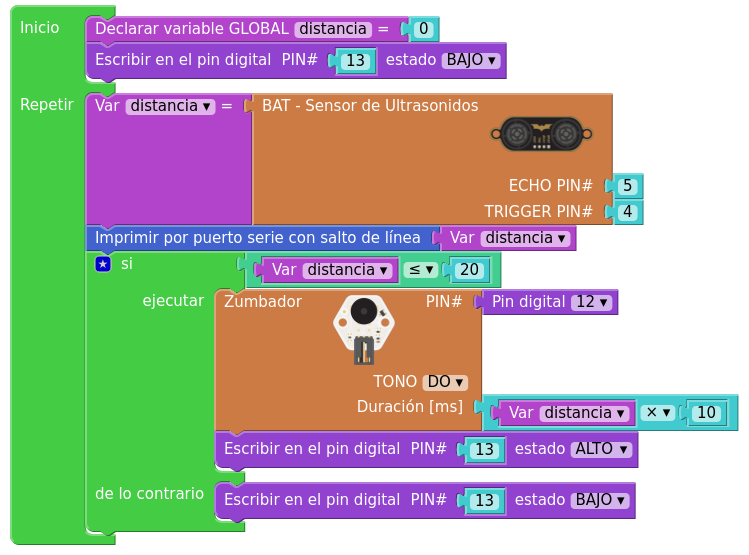 Inicio
Declarar variable GLOBAL distancia = 0
Escribir en el pin digital PIN# 13 estado BAJO ▾
Repetir
Var distancia ▾ = BAT - Sensor de Ultrasonidos
ECHO PIN# 5
TRIGGER PIN# 4
Imprimir por puerto serie con salto de línea Var distancia ▾
si Var distancia ▾ ≤ ▾ 20
ejecutar Zumbador PIN# Pin digital 12 ▾
TONO DO ▾
Duración [ms] Var distancia ▾ × ▾ 10
Escribir en el pin digital PIN# 13 estado ALTO ▾
de lo contrario Escribir en el pin digital PIN# 13 estado BAJO ▾